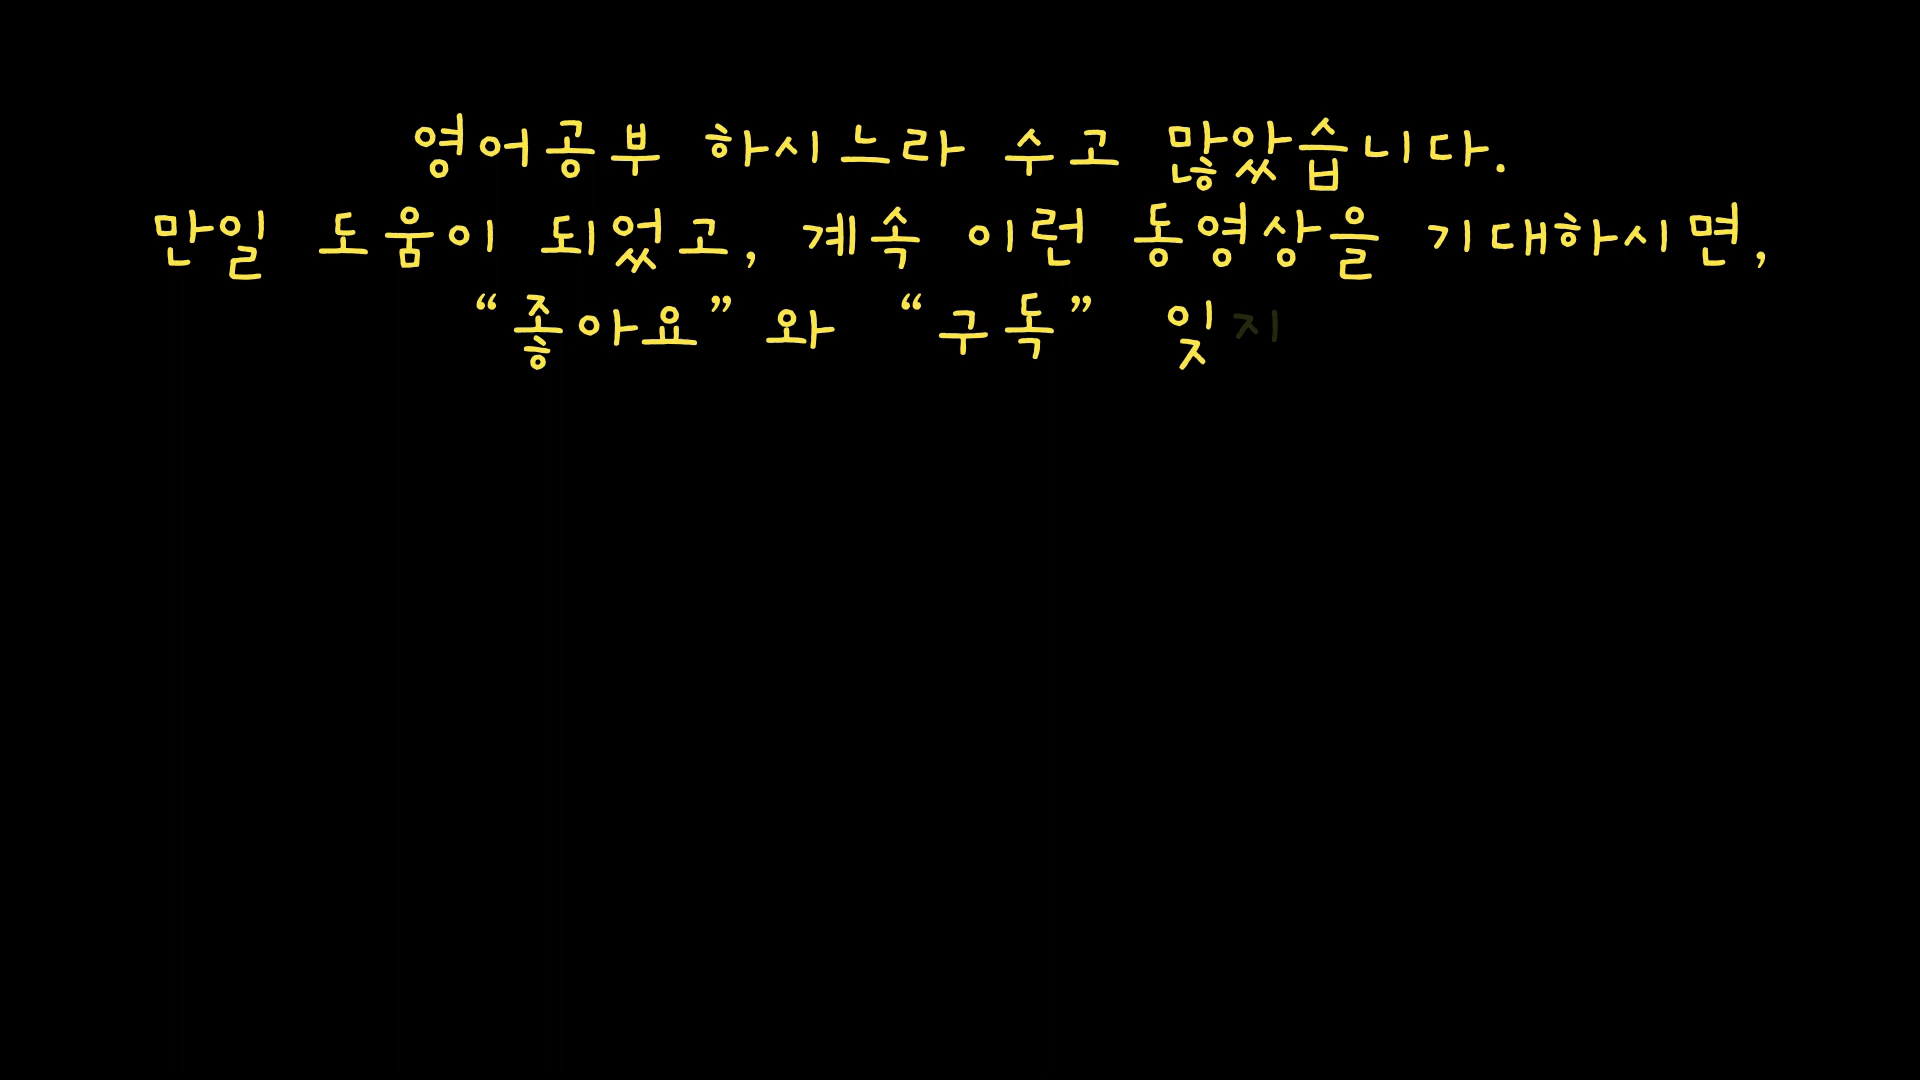 영어공부 하시느라 수고 많았습니다.
만일 도움이 되었고, 계속 이런 동영상을 기대하시면,
“좋아요”와 “구독” 잊지